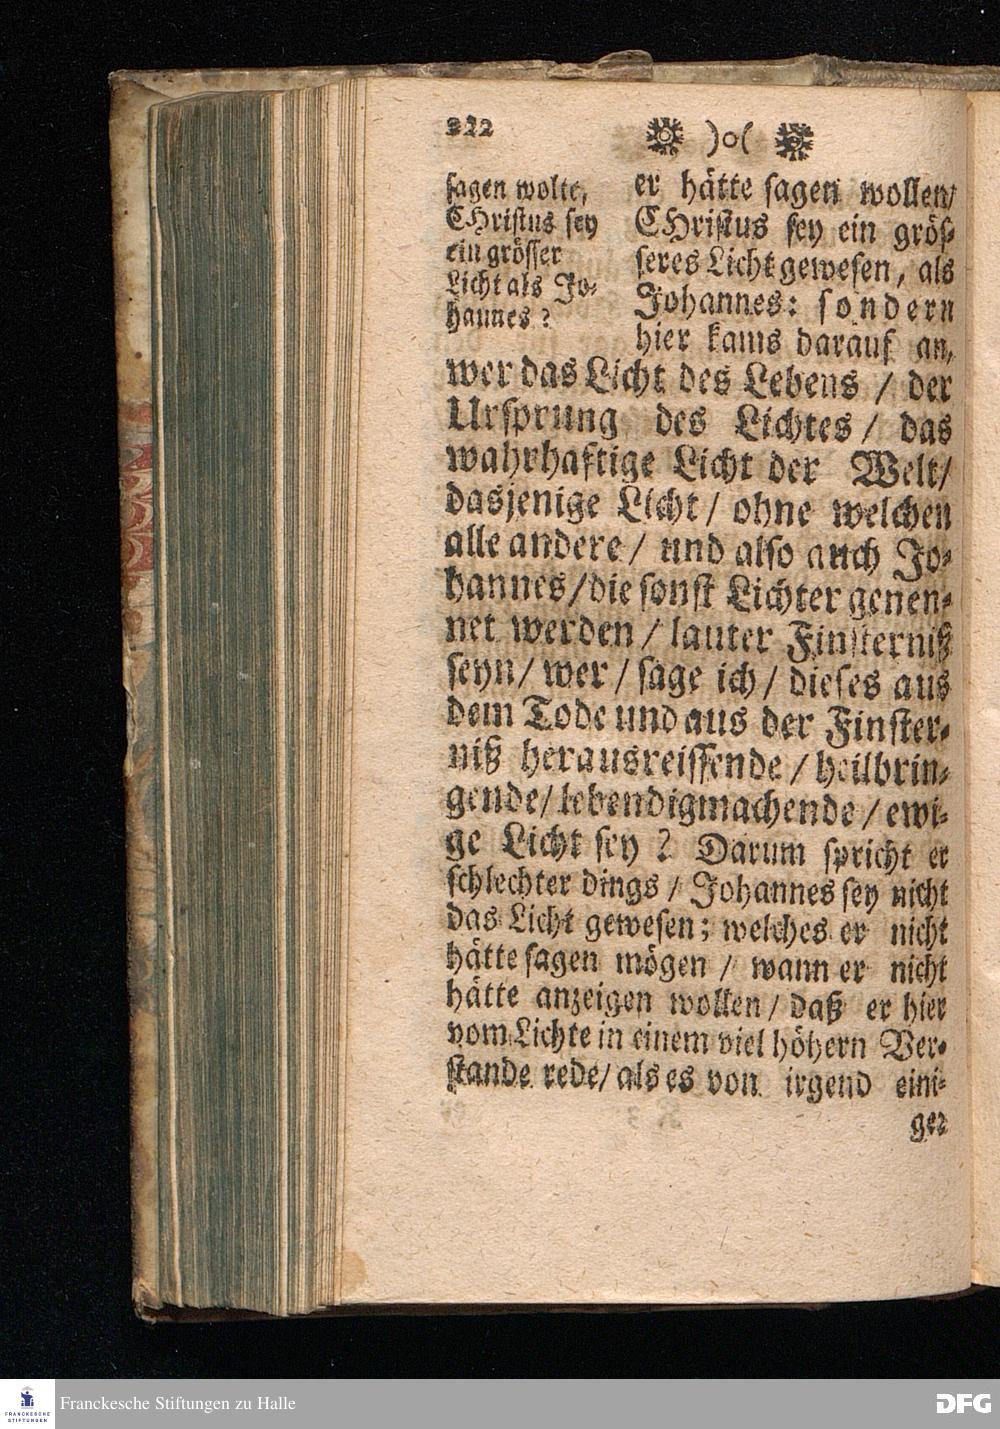 222
)o(
sagen wolte,
CHristus sey
ein grösser
Licht als Jo-
hannes?
er hätte sagen wollen/
CHristus sey ein grös-
seres Licht gewesen, als
Johannes: sondern
hier kams darauf an,
wer das Licht des Lebens / der
Ursprung des Lichtes / das
wahrhaftige Licht der Welt/
dasjenige Licht / ohne welchen
alle andere / und also auch Jo-
hannes / die sonst Lichter genen-
net werden / lauter Finsterniß
seyn / wer / sage ich / dieses aus
dem Tode und aus der Finster-
niß herausreissende / heilbrin-
gende / lebendigmachende / ewi-
ge Licht sey? Darum spricht er
schlechter dings / Johannes sey nicht
das Licht gewesen; welches er nicht
hätte sagen mögen / wann er nicht
hätte anzeigen wollen / daß er hier
vom Lichte in einem viel höhern Ver-
stande rede / als es von irgend eini-
ger
FRANCKESCHE
STIFTUNGEN
Franckesche Stiftungen zu Halle
DFG